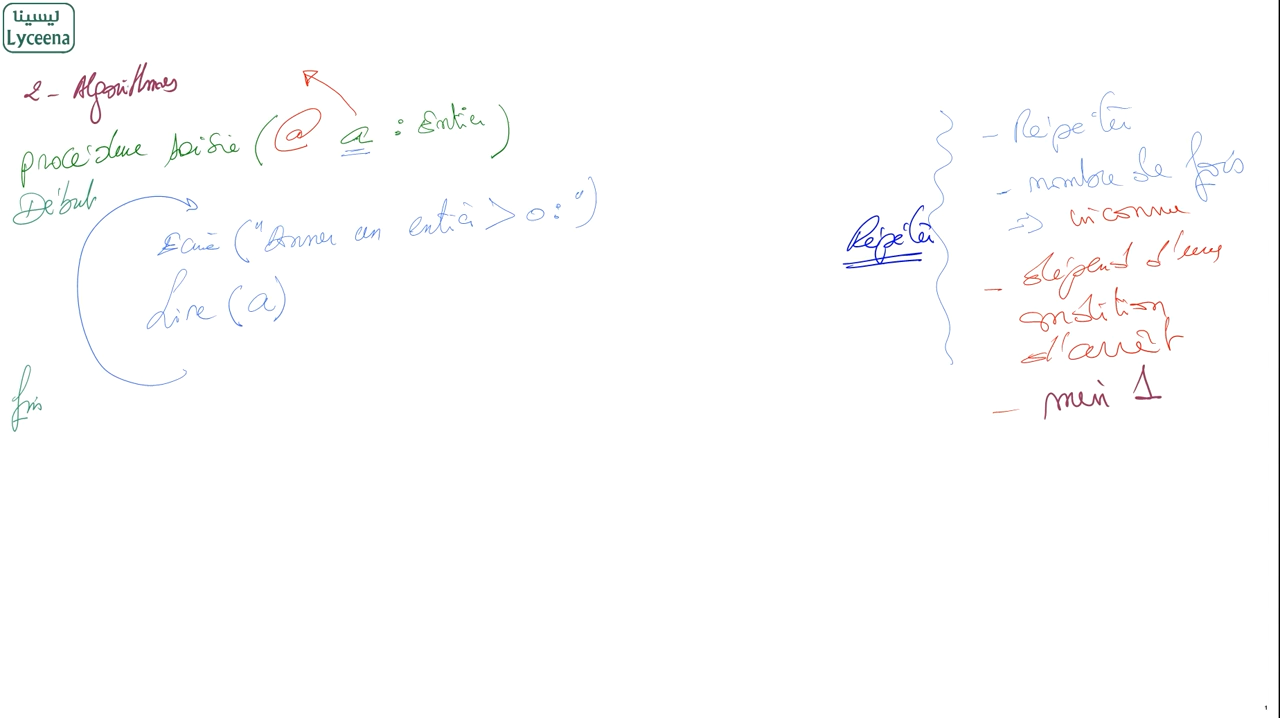 ليسينا
Lyceena
2 - Algorithmes
procédure saisie (@ a : Entier)
Début
Ecrire ("Donner un entier > 0 : ")
Lire (a)
fin
Répéter
- Répéter
- nombre de fois
=> inconnu
- dépend d'une
condition
d'arrêt
- min 1